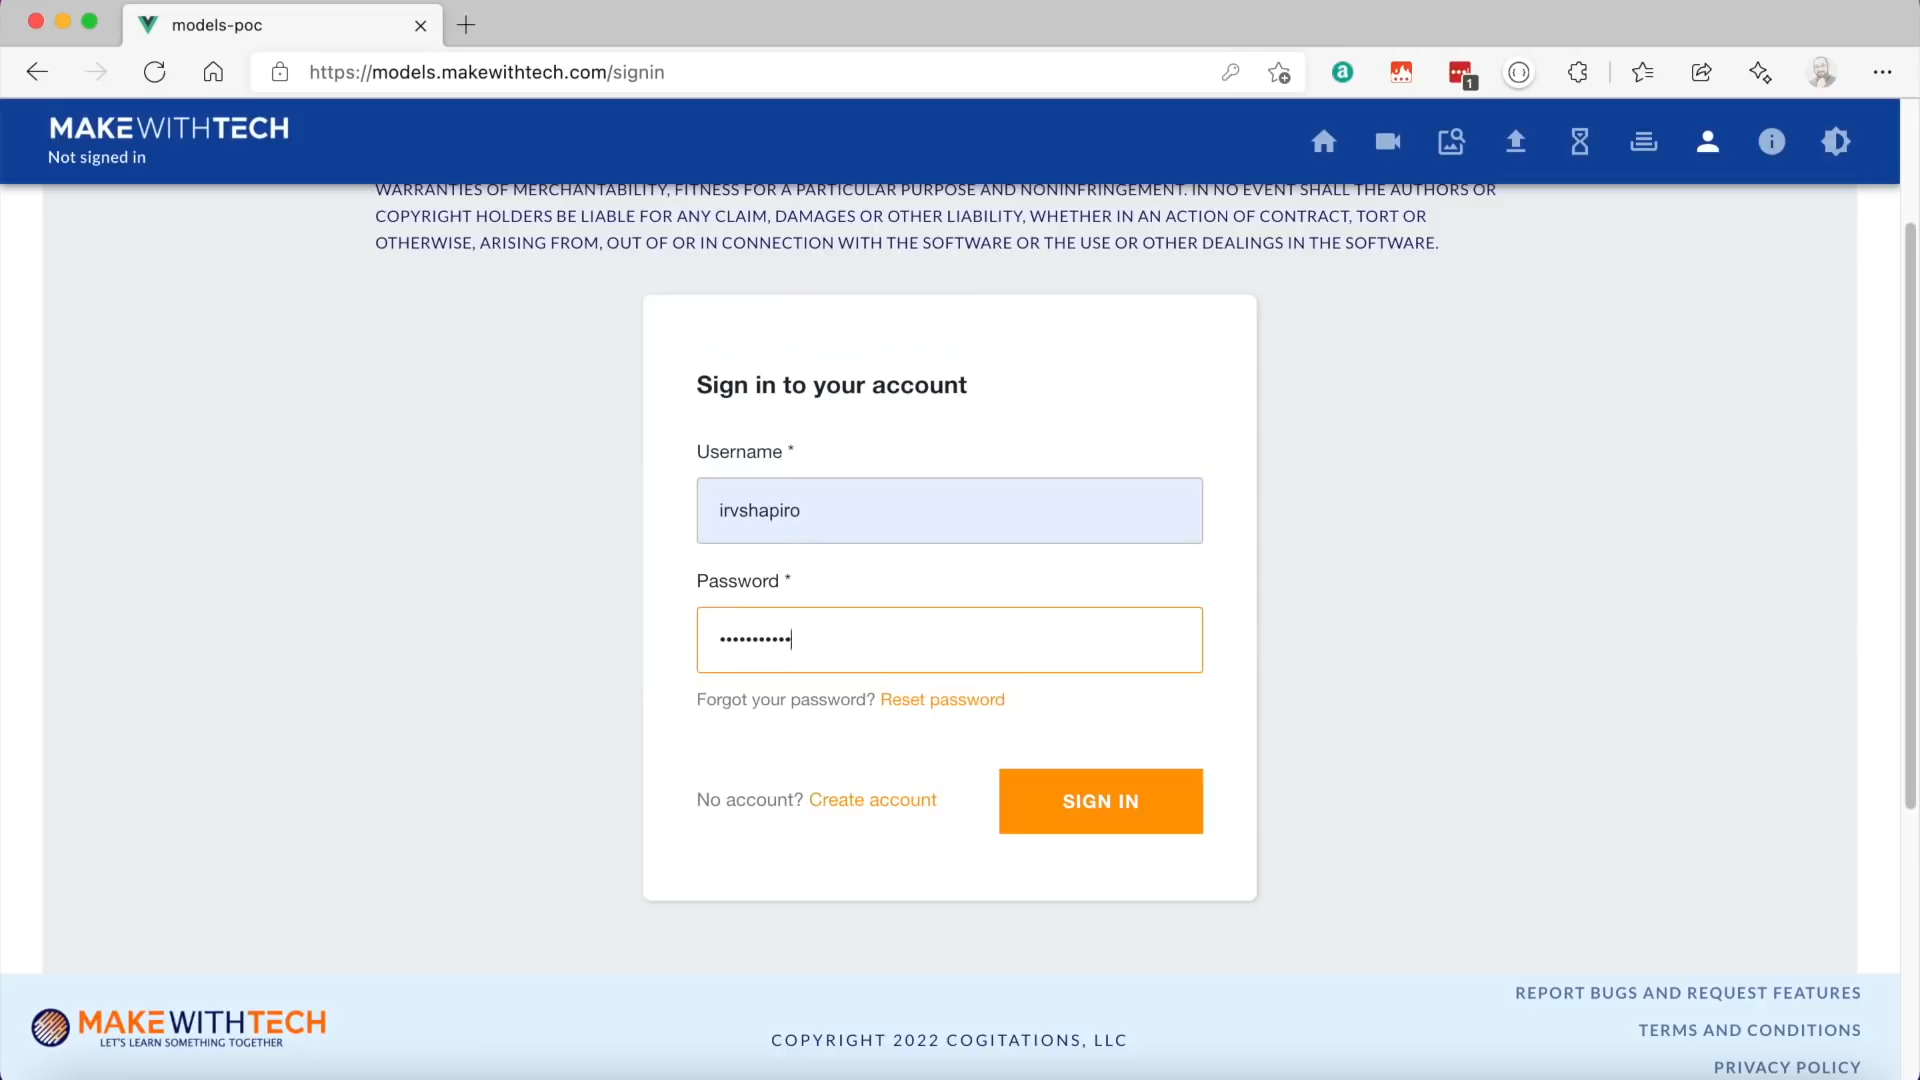 models-poc
https://models.makewithtech.com/signin
1
MAKEWITHTECH
Not signed in
WARRANTIES OF MERCHANTABILITY, FITNESS FOR A PARTICULAR PURPOSE AND NONINFRINGEMENT. IN NO EVENT SHALL THE AUTHORS OR
COPYRIGHT HOLDERS BE LIABLE FOR ANY CLAIM, DAMAGES OR OTHER LIABILITY, WHETHER IN AN ACTION OF CONTRACT, TORT OR
OTHERWISE, ARISING FROM, OUT OF OR IN CONNECTION WITH THE SOFTWARE OR THE USE OR OTHER DEALINGS IN THE SOFTWARE.
Sign in to your account
Username *
irvshapiro
Password *
•••••••••••
Forgot your password? Reset password
No account? Create account
SIGN IN
MAKEWITHTECH
LET'S LEARN SOMETHING TOGETHER
COPYRIGHT 2022 COGITATIONS, LLC
REPORT BUGS AND REQUEST FEATURES
TERMS AND CONDITIONS
PRIVACY POLICY